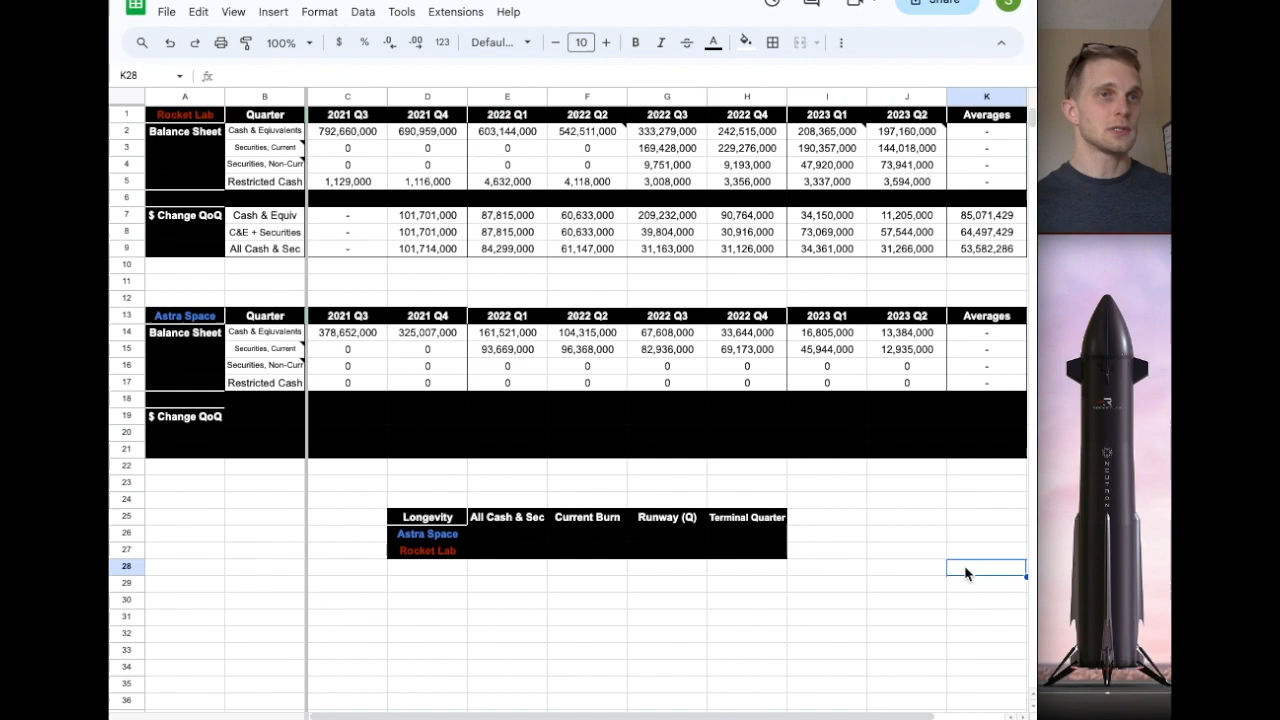 File Edit View Insert Format Data Tools Extensions Help
Share
S
100% $ % .0 .00 123 Defaul... − 10 + B I A
K28 fx
A B C D E F G H I J K
1 Rocket Lab Quarter 2021 Q3 2021 Q4 2022 Q1 2022 Q2 2022 Q3 2022 Q4 2023 Q1 2023 Q2 Averages
2 Balance Sheet Cash & Eqiuvalents 792,660,000 690,959,000 603,144,000 542,511,000 333,279,000 242,515,000 208,365,000 197,160,000 -
3 Securities, Current 0 0 0 0 169,428,000 229,276,000 190,357,000 144,018,000 -
4 Securities, Non-Curr 0 0 0 0 9,751,000 9,193,000 47,920,000 73,941,000 -
5 Restricted Cash 1,129,000 1,116,000 4,632,000 4,118,000 3,008,000 3,356,000 3,337,000 3,594,000 -
6
7 $ Change QoQ Cash & Equiv - 101,701,000 87,815,000 60,633,000 209,232,000 90,764,000 34,150,000 11,205,000 85,071,429
8 C&E + Securities - 101,701,000 87,815,000 60,633,000 39,804,000 30,916,000 73,069,000 57,544,000 64,497,429
9 All Cash & Sec - 101,714,000 84,299,000 61,147,000 31,163,000 31,126,000 34,361,000 31,266,000 53,582,286
10
11
12
13 Astra Space Quarter 2021 Q3 2021 Q4 2022 Q1 2022 Q2 2022 Q3 2022 Q4 2023 Q1 2023 Q2 Averages
14 Balance Sheet Cash & Eqiuvalents 378,652,000 325,007,000 161,521,000 104,315,000 67,608,000 33,644,000 16,805,000 13,384,000 -
15 Securities, Current 0 0 93,669,000 96,368,000 82,936,000 69,173,000 45,944,000 12,935,000 -
16 Securities, Non-Curr 0 0 0 0 0 0 0 0 -
17 Restricted Cash 0 0 0 0 0 0 0 0 -
18
19 $ Change QoQ
20
21
22
23
24
25 Longevity All Cash & Sec Current Burn Runway (Q) Terminal Quarter
26 Astra Space
27 Rocket Lab
28
29
30
31
32
33
34
35
36
NEUTRON